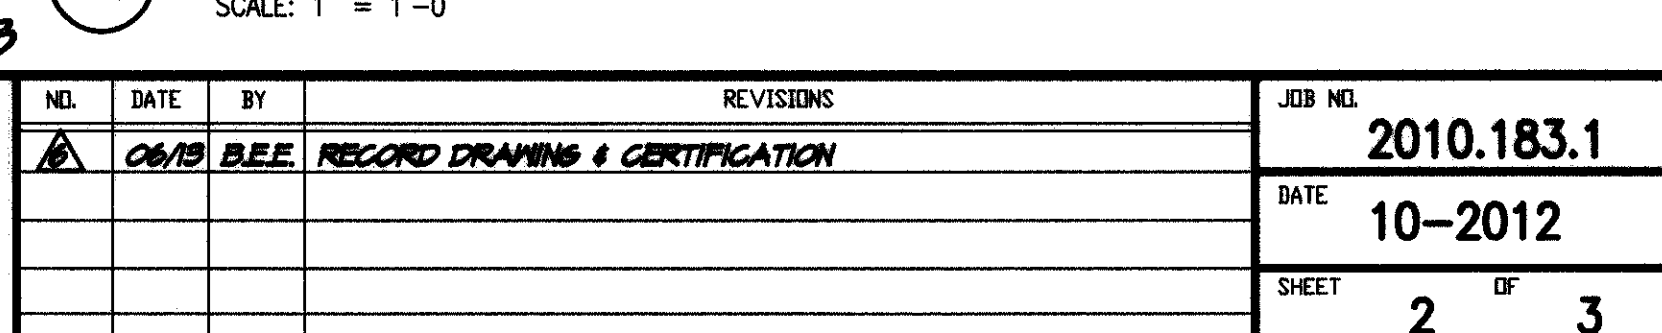 3
SCALE: 1" = 1'-0
NO. DATE BY REVISIONS
6 06/13 B.E.E. RECORD DRAWING & CERTIFICATION
JOB NO.
2010.183.1
DATE
10-2012
SHEET OF
2 3